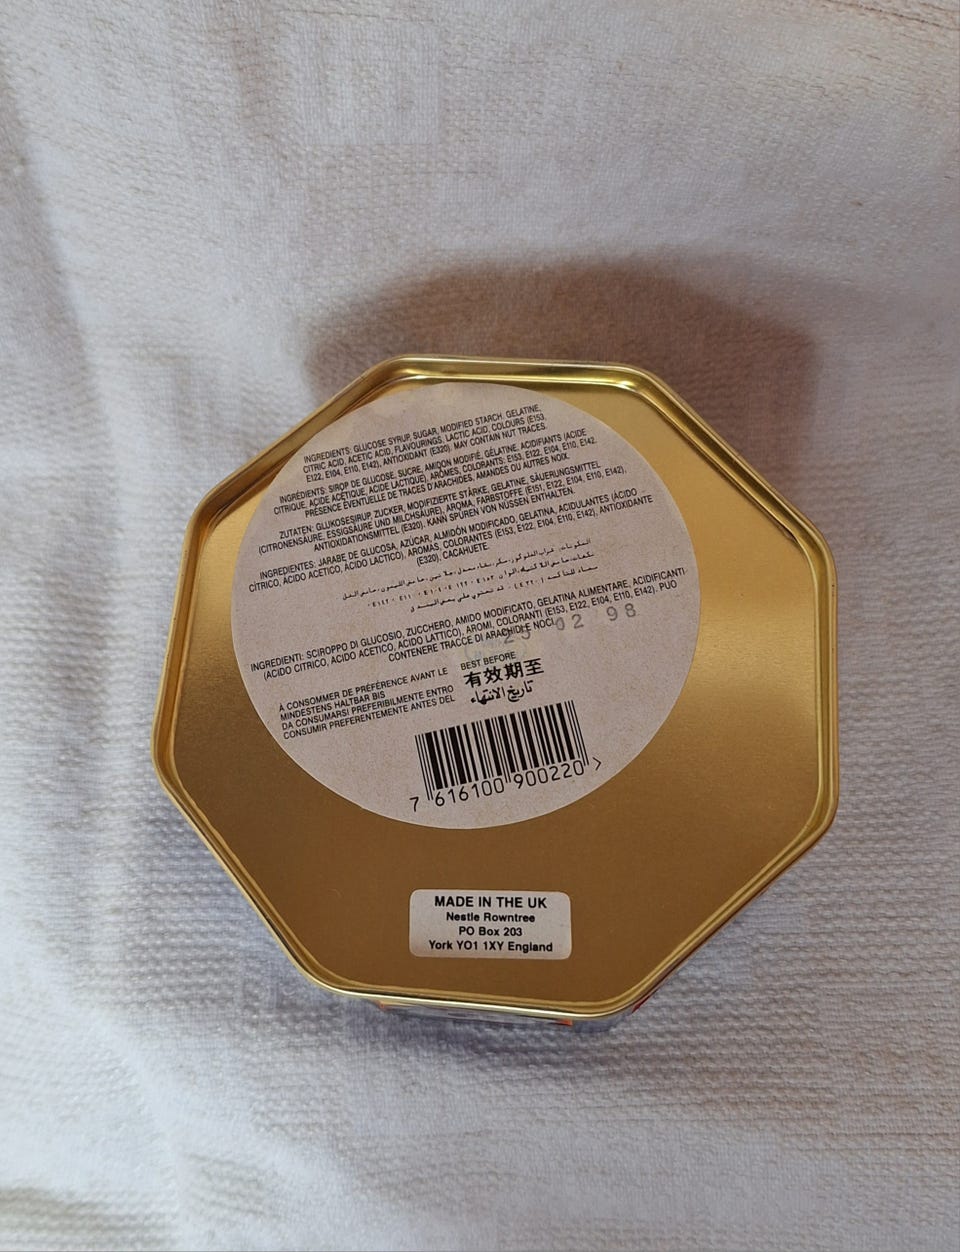 INGREDIENTS: GLUCOSE SYRUP, SUGAR, MODIFIED STARCH, GELATINE,
CITRIC ACID, ACETIC ACID, FLAVOURINGS, LACTIC ACID, COLOURS (E153,
E122, E104, E110, E142), ANTIOXIDANT (E320). MAY CONTAIN NUT TRACES.
INGRÉDIENTS: SIROP DE GLUCOSE, SUCRE, AMIDON MODIFIÉ, GÉLATINE, ACIDIFIANTS (ACIDE
CITRIQUE, ACIDE ACÉTIQUE, ACIDE LACTIQUE), ARÔMES, COLORANTS: E153, E122, E104, E110, E142.
PRÉSENCE ÉVENTUELLE DE TRACES D'ARACHIDES, AMANDES OU AUTRES NOIX.
ZUTATEN: GLUKOSESIRUP, ZUCKER, MODIFIZIERTE STÄRKE, GELATINE, SÄUERUNGSMITTEL
(CITRONENSÄURE, ESSIGSÄURE UND MILCHSÄURE), AROMA, FARBSTOFFE (E151, E122, E104, E110, E142),
ANTIOXIDATIONSMITTEL (E320). KANN SPUREN VON NÜSSEN ENTHALTEN.
INGREDIENTES: JARABE DE GLUCOSA, AZÚCAR, ALMIDÓN MODIFICADO, GELATINA, ACIDULANTES (ÁCIDO
CÍTRICO, ÁCIDO ACETICO, ÁCIDO LACTICO), AROMAS, COLORANTES (E153, E122, E104, E110, E142), ANTIOXIDANTE
(E320), CACAHUETE.
INGREDIENTI: SCIROPPO DI GLUCOSIO, ZUCCHERO, AMIDO MODIFICATO, GELATINA ALIMENTARE, ACIDIFICANTI
(ACIDO CITRICO, ACIDO ACETICO, ACIDO LATTICO), AROMI, COLORANTI (E153, E122, E104, E110, E142). PUO
CONTENERE TRACCE DI ARACHIDI E NOCI.
25 02 98
À CONSOMMER DE PRÉFÉRENCE AVANT LE
MINDESTENS HALTBAR BIS
DA CONSUMARSI PREFERIBILMENTE ENTRO
CONSUMIR PREFERENTEMENTE ANTES DEL
BEST BEFORE
有效期至
تاريخ الانتهاء
7 616100 900220 >
MADE IN THE UK
Nestle Rowntree
PO Box 203
York YO1 1XY England